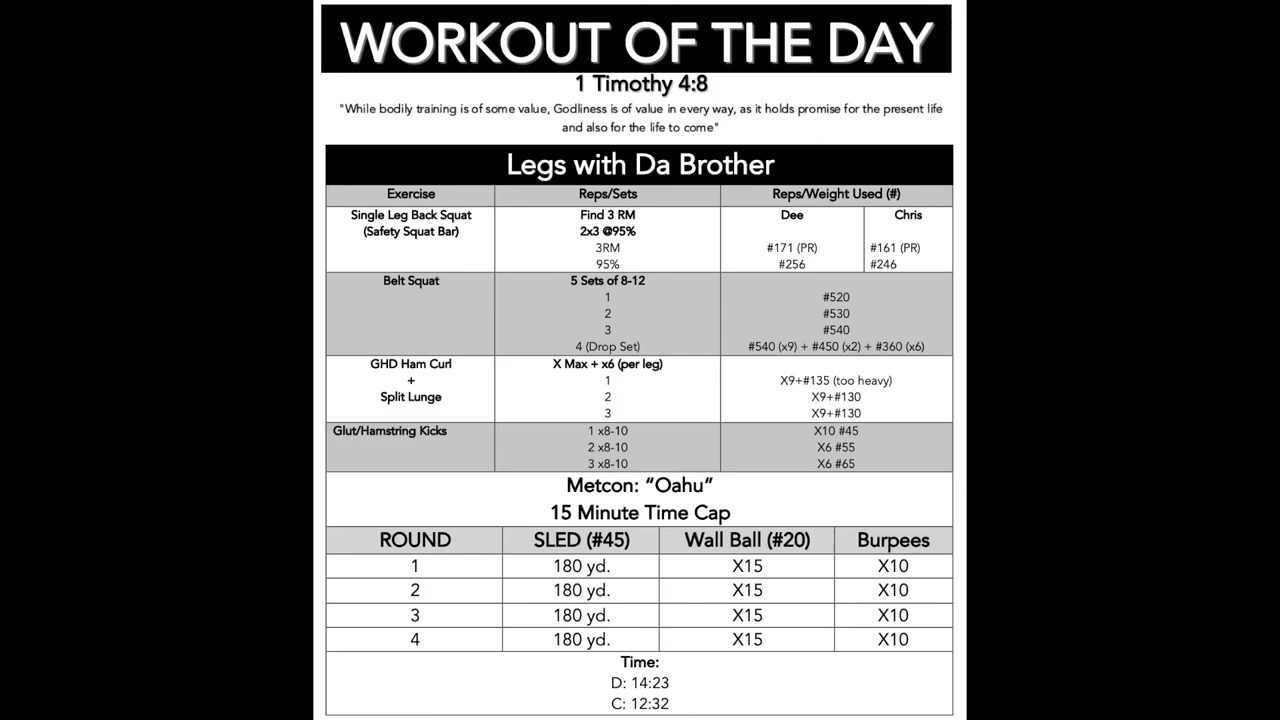 WORKOUT OF THE DAY
1 Timothy 4:8
"While bodily training is of some value, Godliness is of value in every way, as it holds promise for the present life
and also for the life to come"
Legs with Da Brother
Exercise Reps/Sets Reps/Weight Used (#)
Single Leg Back Squat Find 3 RM Dee Chris
(Safety Squat Bar) 2x3 @95%
3RM #171 (PR) #161 (PR)
95% #256 #246
Belt Squat 5 Sets of 8-12
1 #520
2 #530
3 #540
4 (Drop Set) #540 (x9) + #450 (x2) + #360 (x6)
GHD Ham Curl X Max + x6 (per leg)
+ 1 X9+#135 (too heavy)
Split Lunge 2 X9+#130
3 X9+#130
Glut/Hamstring Kicks 1 x8-10 X10 #45
2 x8-10 X6 #55
3 x8-10 X6 #65
Metcon: “Oahu”
15 Minute Time Cap
ROUND SLED (#45) Wall Ball (#20) Burpees
1 180 yd. X15 X10
2 180 yd. X15 X10
3 180 yd. X15 X10
4 180 yd. X15 X10
Time:
D: 14:23
C: 12:32